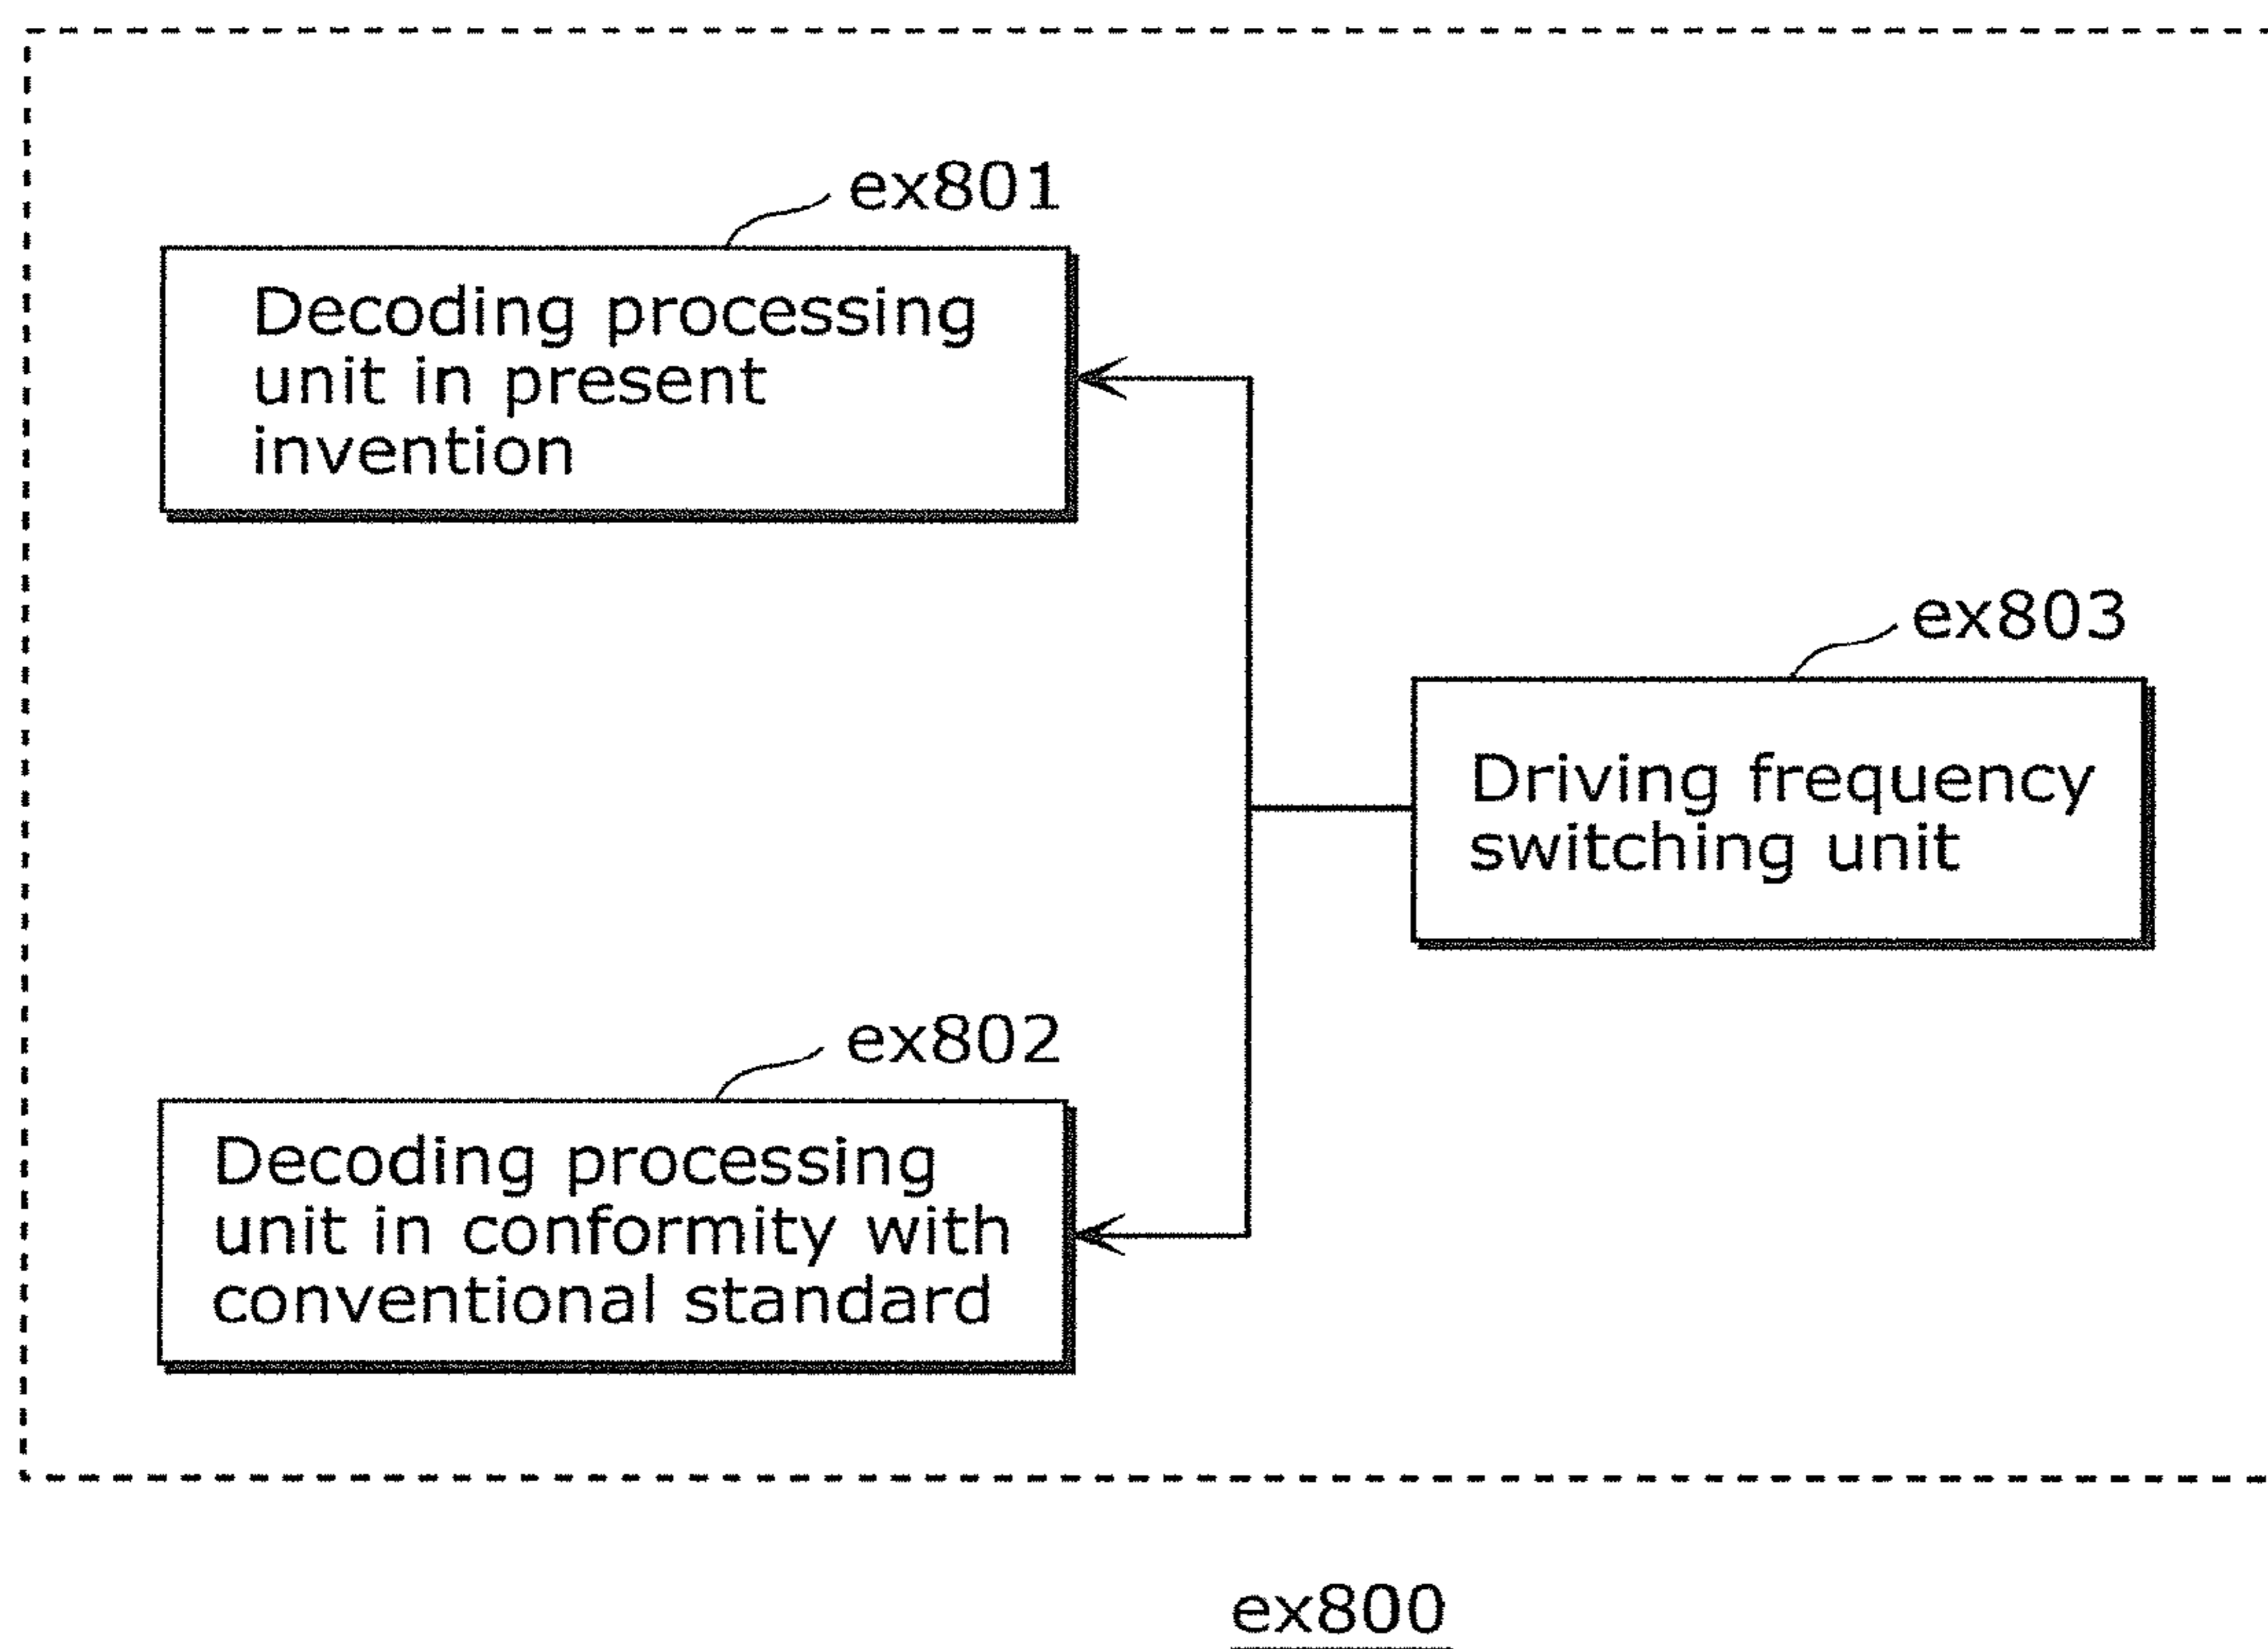 ex801
Decoding processing
unit in present
invention
ex803
Driving frequency
switching unit
ex802
Decoding processing
unit in conformity with
conventional standard
ex800